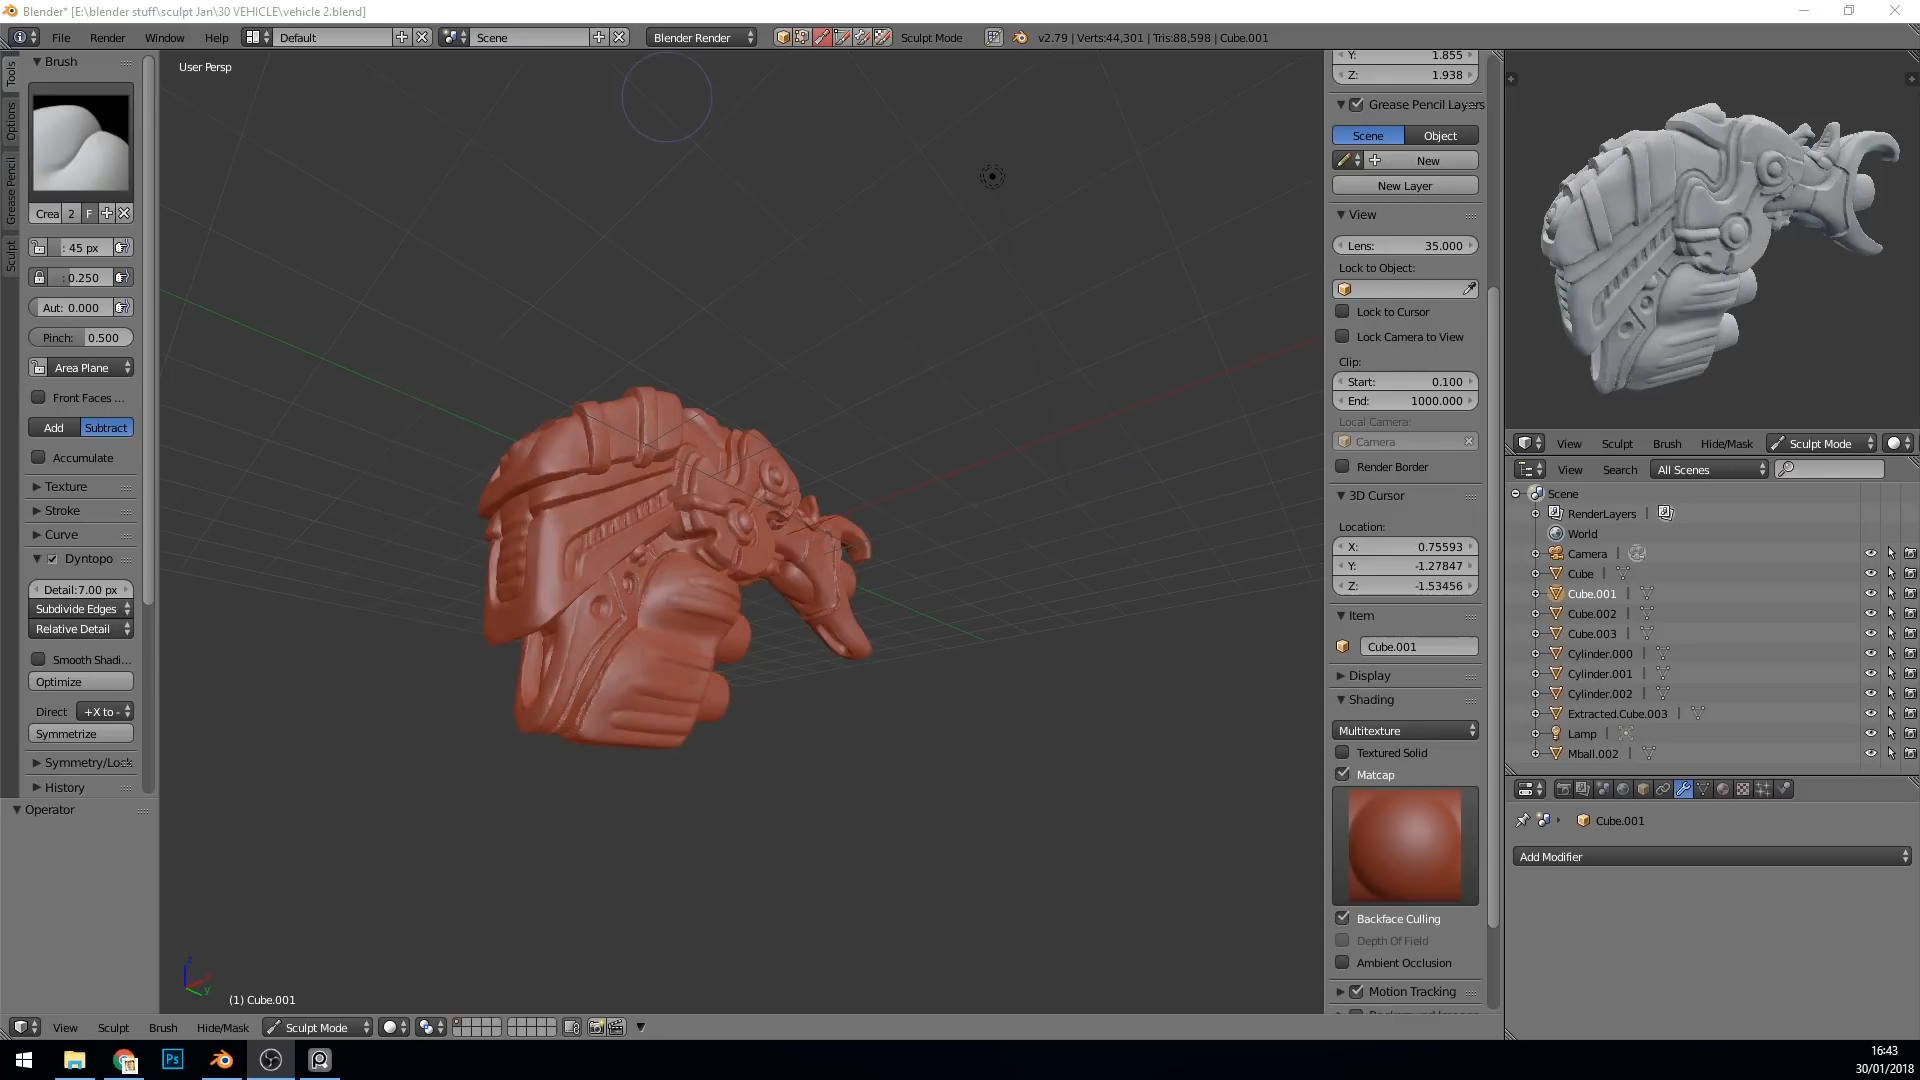 Blender* [E:\blender stuff\sculpt Jan\30 VEHICLE\vehicle 2.blend]
File Render Window Help Default Scene Blender Render Sculpt Mode v2.79 | Verts:44,301 | Tris:88,598 | Cube.001
Tools
Options
Grease Pencil
Sculpt
Brush
Crea 2 F
: 45 px
: 0.250
Aut: 0.000
Pinch: 0.500
Area Plane
Front Faces ...
Add Subtract
Accumulate
Texture
Stroke
Curve
Dyntopo
Detail:7.00 px
Subdivide Edges
Relative Detail
Smooth Shadi...
Optimize
Direct +X to -
Symmetrize
Symmetry/Lock
History
Operator
User Persp
z
x
y
(1) Cube.001
View Sculpt Brush Hide/Mask Sculpt Mode
Y: 1.855
Z: 1.938
Grease Pencil Layers
Scene Object
New
New Layer
View
Lens: 35.000
Lock to Object:
Lock to Cursor
Lock Camera to View
Clip:
Start: 0.100
End: 1000.000
Local Camera:
Camera
Render Border
3D Cursor
Location:
X: 0.75593
Y: -1.27847
Z: -1.53456
Item
Cube.001
Display
Shading
Multitexture
Textured Solid
Matcap
Backface Culling
Depth Of Field
Ambient Occlusion
Motion Tracking
View Sculpt Brush Hide/Mask Sculpt Mode
View Search All Scenes
Scene
RenderLayers |
World
Camera |
Cube |
Cube.001 |
Cube.002 |
Cube.003 |
Cylinder.000 |
Cylinder.001 |
Cylinder.002 |
Extracted.Cube.003 |
Lamp |
Mball.002 |
Cube.001
Add Modifier
Ps
16:43
30/01/2018